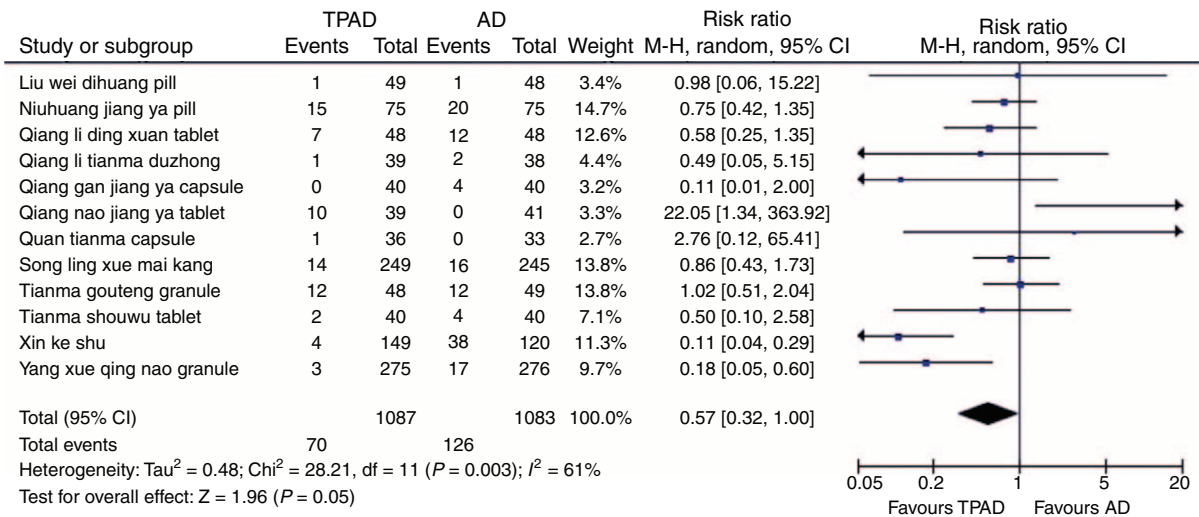 TPAD AD Risk ratio Risk ratio
Study or subgroup Events Total Events Total Weight M-H, random, 95% CI M-H, random, 95% CI
Liu wei dihuang pill 1 49 1 48 3.4% 0.98 [0.06, 15.22]
Niuhuang jiang ya pill 15 75 20 75 14.7% 0.75 [0.42, 1.35]
Qiang li ding xuan tablet 7 48 12 48 12.6% 0.58 [0.25, 1.35]
Qiang li tianma duzhong 1 39 2 38 4.4% 0.49 [0.05, 5.15]
Qiang gan jiang ya capsule 0 40 4 40 3.2% 0.11 [0.01, 2.00]
Qiang nao jiang ya tablet 10 39 0 41 3.3% 22.05 [1.34, 363.92]
Quan tianma capsule 1 36 0 33 2.7% 2.76 [0.12, 65.41]
Song ling xue mai kang 14 249 16 245 13.8% 0.86 [0.43, 1.73]
Tianma gouteng granule 12 48 12 49 13.8% 1.02 [0.51, 2.04]
Tianma shouwu tablet 2 40 4 40 7.1% 0.50 [0.10, 2.58]
Xin ke shu 4 149 38 120 11.3% 0.11 [0.04, 0.29]
Yang xue qing nao granule 3 275 17 276 9.7% 0.18 [0.05, 0.60]
Total (95% CI) 1087 1083 100.0% 0.57 [0.32, 1.00]
Total events 70 126
Heterogeneity: Tau² = 0.48; Chi² = 28.21, df = 11 (P = 0.003); I² = 61%
Test for overall effect: Z = 1.96 (P = 0.05)
0.05 0.2 1 5 20
Favours TPAD Favours AD